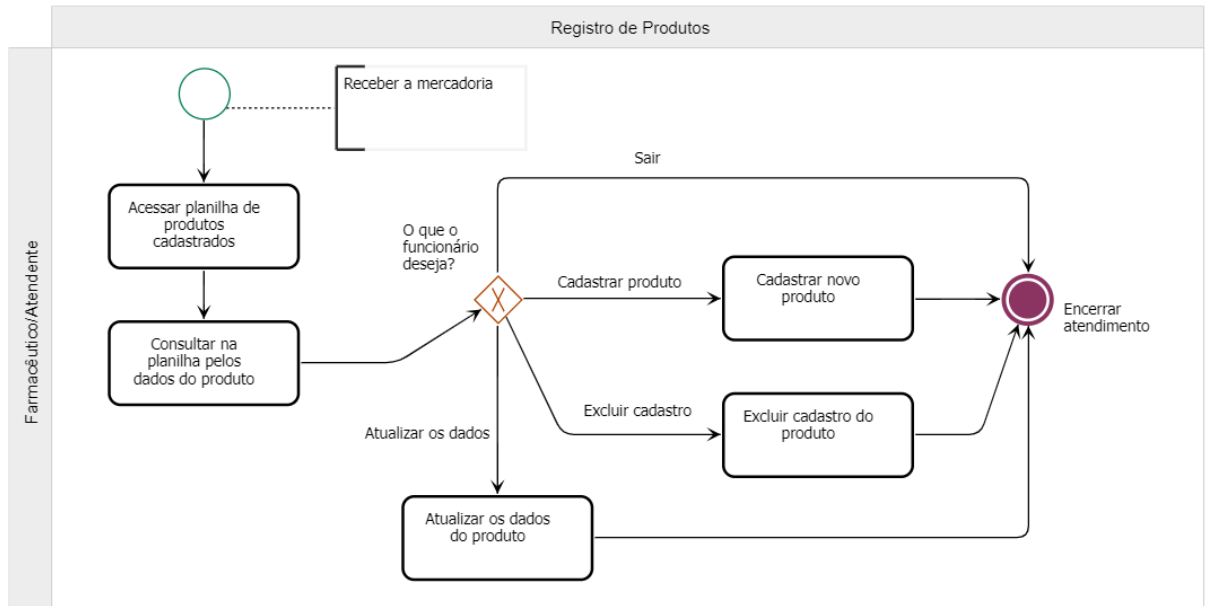 Registro de Produtos
Farmacêutico/Atendente
Receber a mercadoria
Acessar planilha de
produtos
cadastrados
Consultar na
planilha pelos
dados do produto
O que o
funcionário
deseja?
X
Sair
Cadastrar produto
Cadastrar novo
produto
Excluir cadastro
Excluir cadastro do
produto
Atualizar os dados
Atualizar os dados
do produto
Encerrar
atendimento